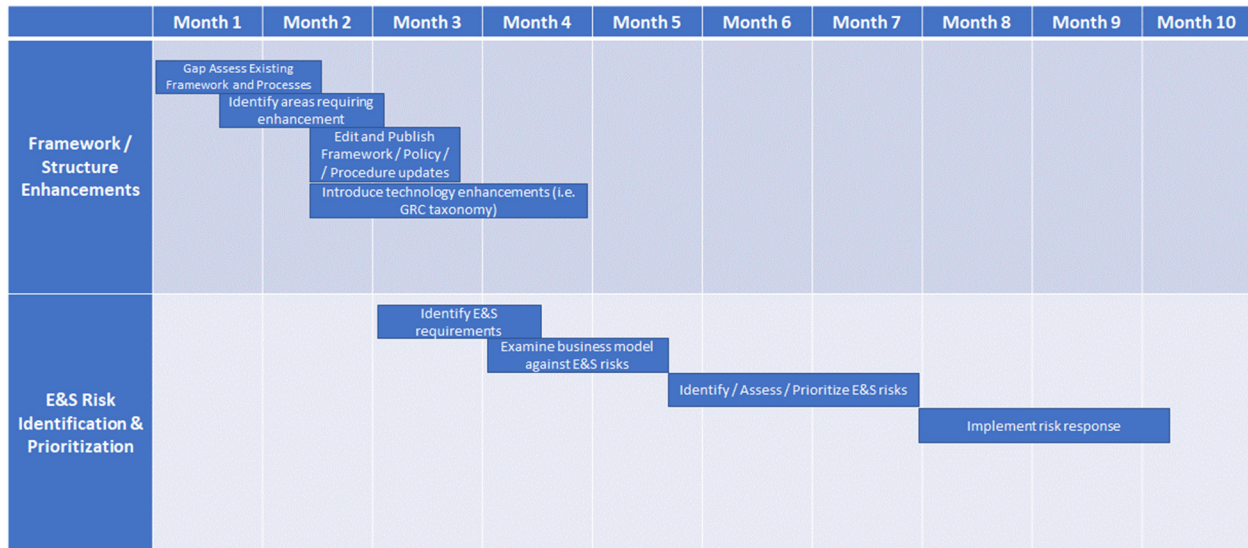 Month 1 Month 2 Month 3 Month 4 Month 5 Month 6 Month 7 Month 8 Month 9 Month 10
Framework /
Structure
Enhancements
Gap Assess Existing
Framework and Processes
Identify areas requiring
enhancement
Edit and Publish
Framework / Policy /
/ Procedure updates
Introduce technology enhancements (i.e.
GRC taxonomy)
E&S Risk
Identification &
Prioritization
Identify E&S
requirements
Examine business model
against E&S risks
Identify / Assess / Prioritize E&S risks
Implement risk response